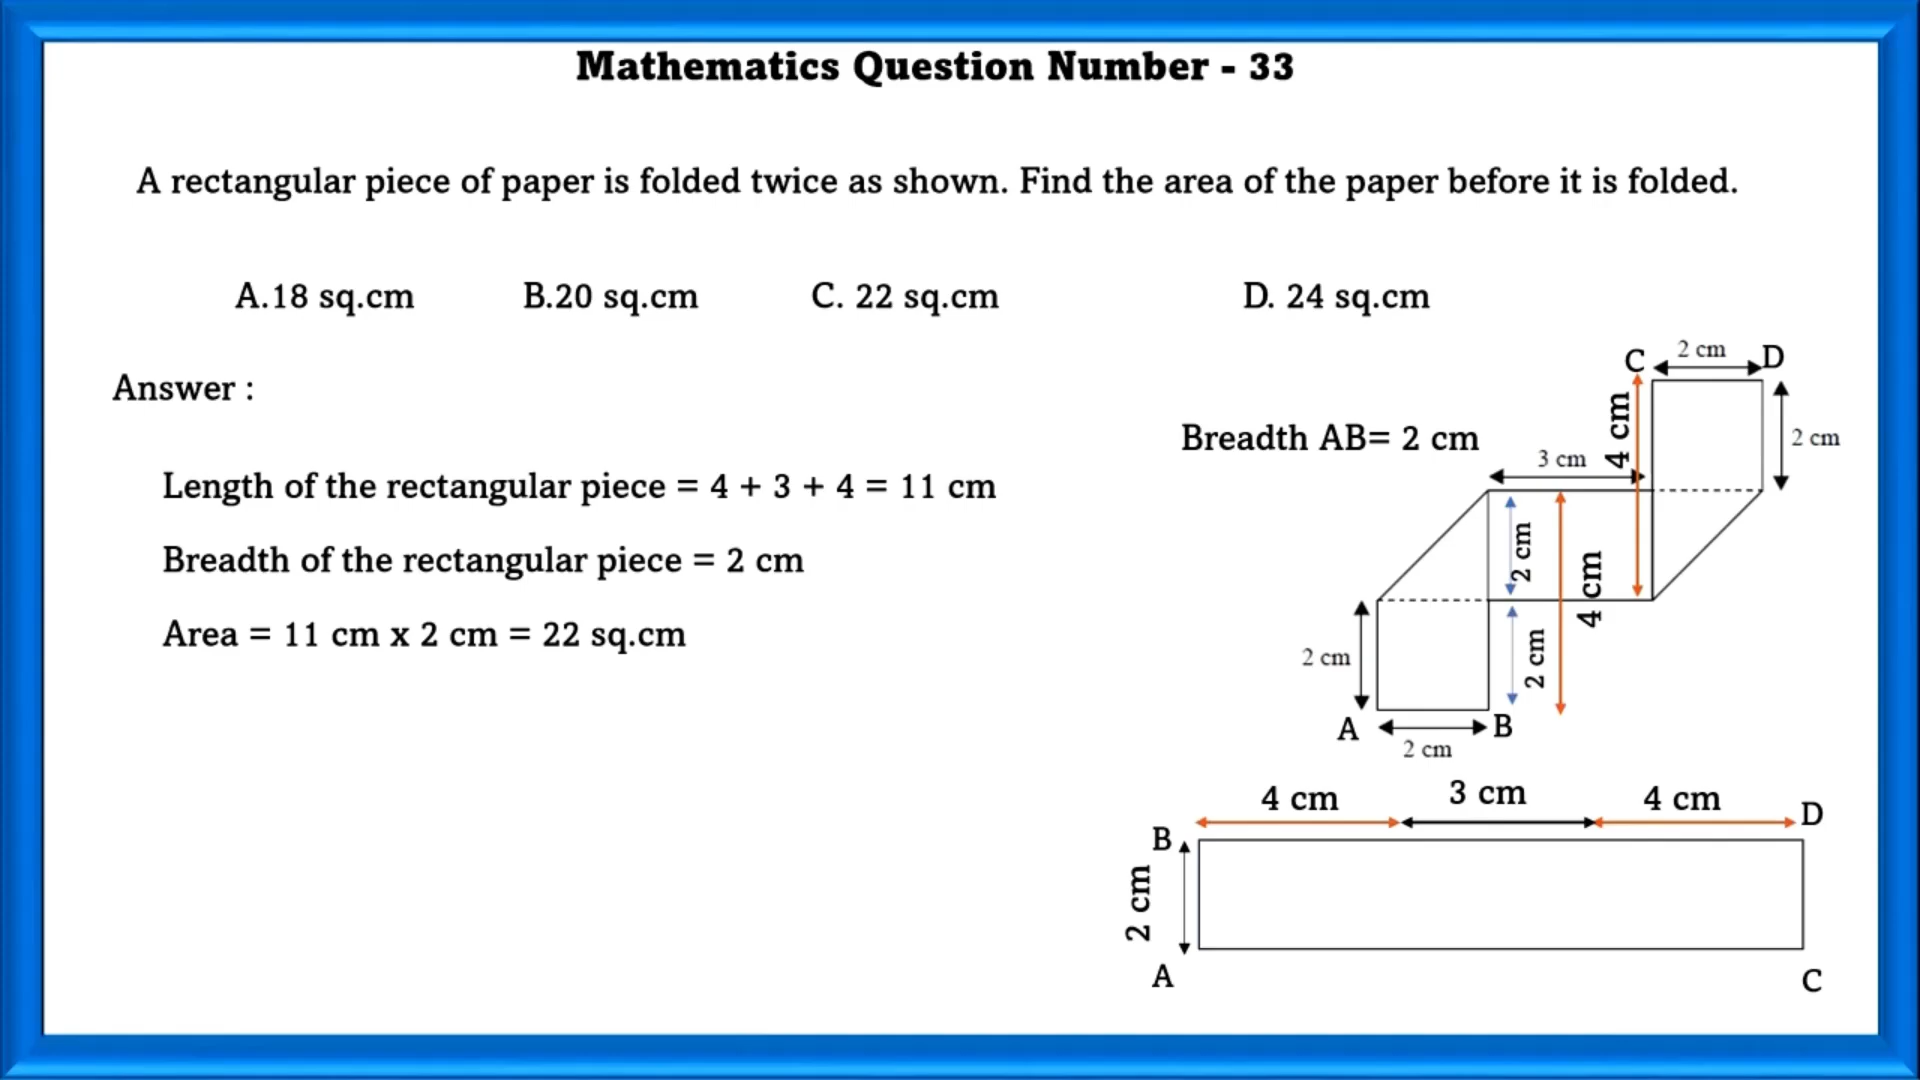 Mathematics Question Number - 33
A rectangular piece of paper is folded twice as shown. Find the area of the paper before it is folded.
A.18 sq.cm B.20 sq.cm C. 22 sq.cm D. 24 sq.cm
Answer :
Length of the rectangular piece = 4 + 3 + 4 = 11 cm
Breadth of the rectangular piece = 2 cm
Area = 11 cm x 2 cm = 22 sq.cm
C 2 cm D
4 cm
2 cm
Breadth AB= 2 cm
3 cm
2 cm
4 cm
2 cm
2 cm
A B
2 cm
4 cm 3 cm 4 cm
B D
2 cm
A C